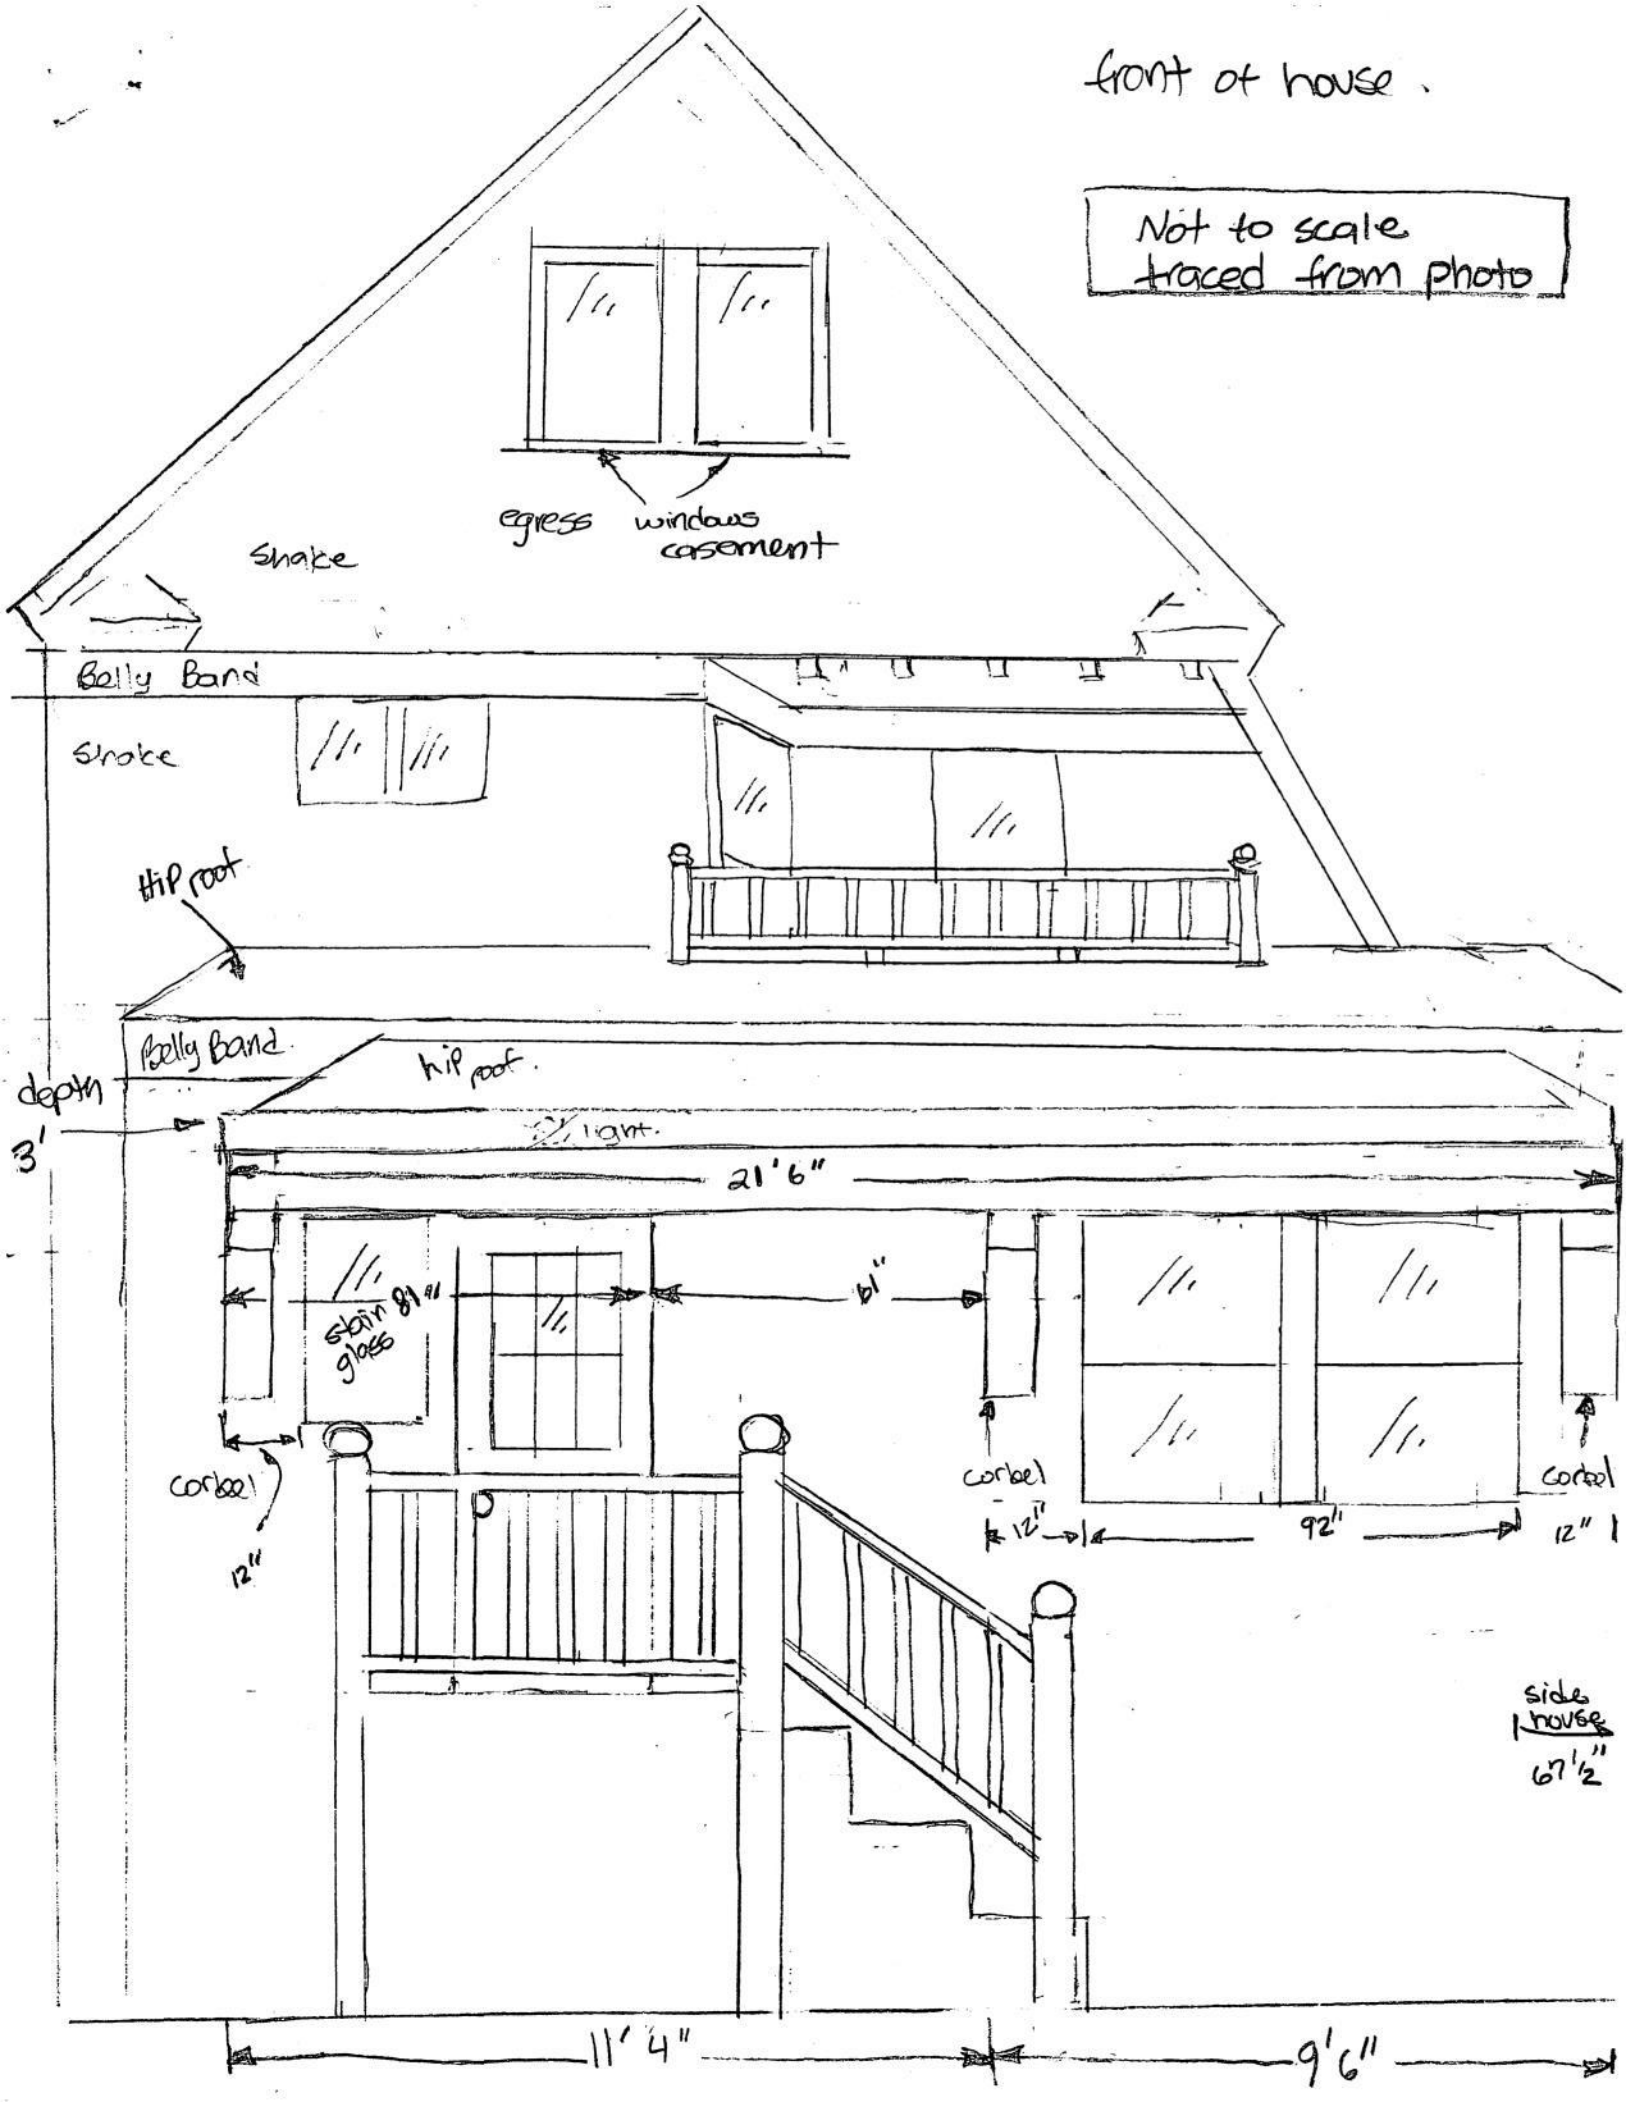 front of house.
Not to scale
traced from photo
egress windows
casement
Shake
Belly Band
Shake
Hip roof
Belly Band
hip roof.
depth
3'
light.
21'6"
81"
61"
stain
glass
corbel
corbel
corbel
12"
12"
92"
12"
side
house
67 1/2"
11' 4"
9'6"